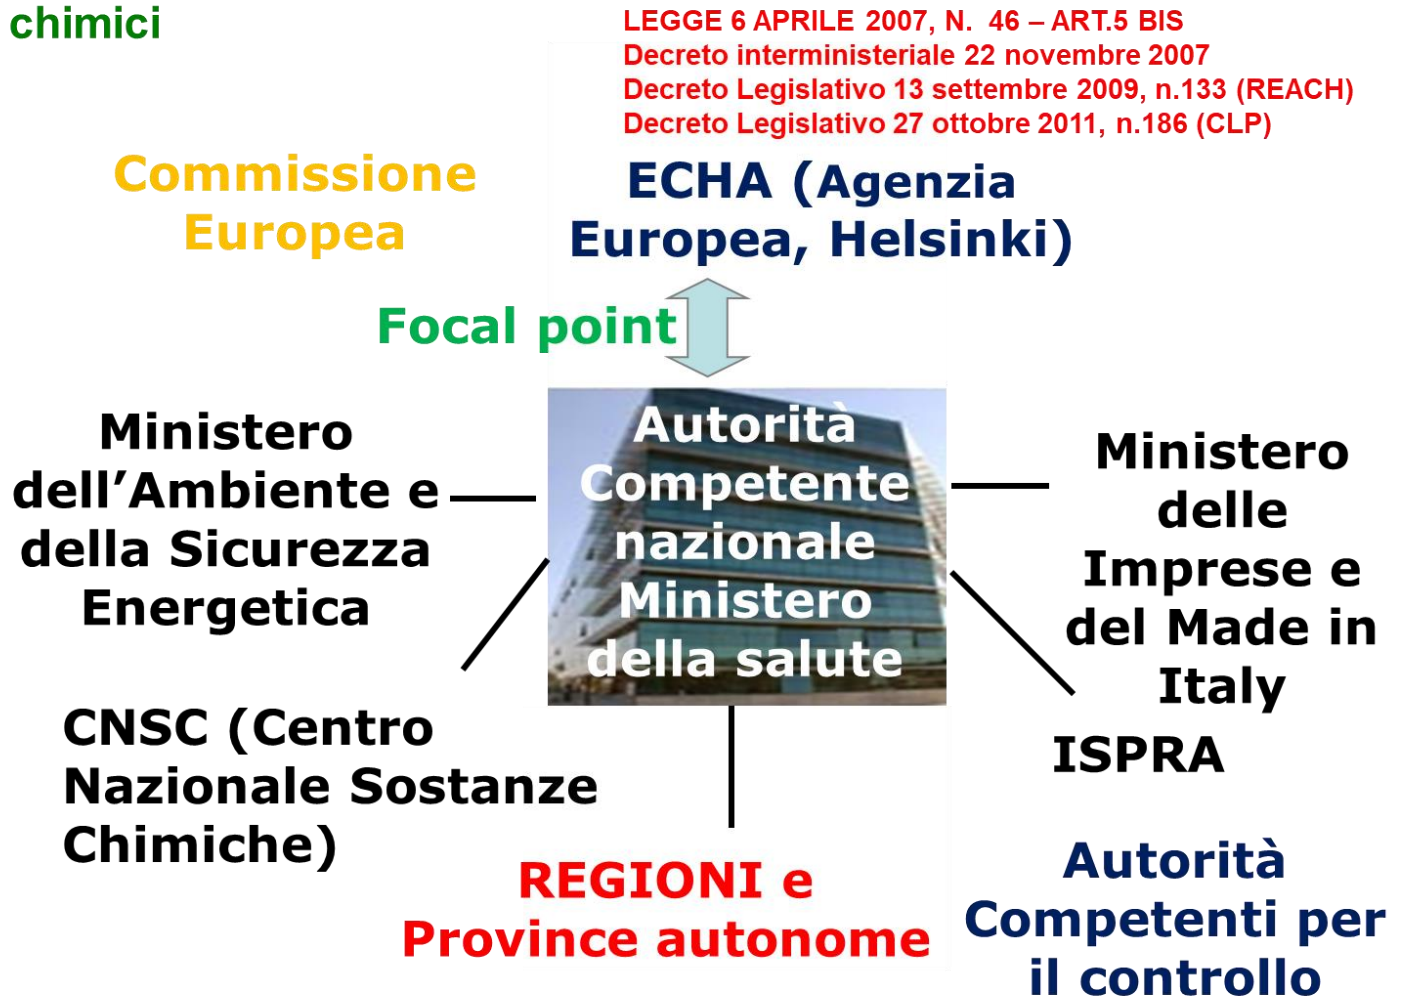 chimici
LEGGE 6 APRILE 2007, N. 46 – ART.5 BIS
Decreto interministeriale 22 novembre 2007
Decreto Legislativo 13 settembre 2009, n.133 (REACH)
Decreto Legislativo 27 ottobre 2011, n.186 (CLP)
Commissione
Europea
ECHA (Agenzia
Europea, Helsinki)
Focal point
Autorità
Competente
nazionale
Ministero
della salute
Ministero
dell’Ambiente e
della Sicurezza
Energetica
Ministero
delle
Imprese e
del Made in
Italy
CNSC (Centro
Nazionale Sostanze
Chimiche)
ISPRA
REGIONI e
Province autonome
Autorità
Competenti per
il controllo